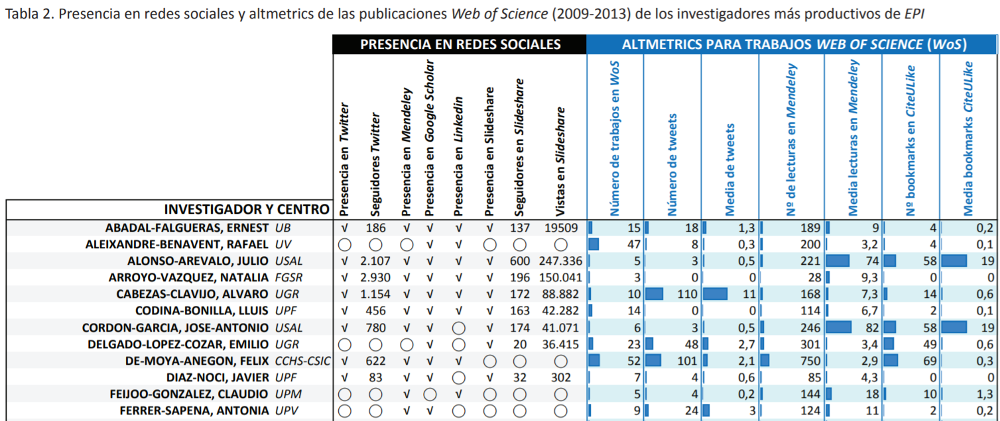 Tabla 2. Presencia en redes sociales y altmetrics de las publicaciones Web of Science (2009-2013) de los investigadores más productivos de EPI
PRESENCIA EN REDES SOCIALES ALTMETRICS PARA TRABAJOS WEB OF SCIENCE (WoS)
INVESTIGADOR Y CENTRO
Presencia en Twitter
Seguidores Twitter
Presencia en Mendeley
Presencia en Google Scholar
Presencia en Linkedin
Presencia en Slideshare
Seguidores en Slideshare
Vistas en Slideshare
Número de trabajos en WoS
Número de tweets
Media de tweets
Nº de lecturas en Mendeley
Media lecturas en Mendeley
Nº bookmarks en CiteULike
Media bookmarks CiteULike
ABADAL-FALGUERAS, ERNEST UB √ 186 √ √ √ √ 137 19509 15 18 1,3 189 9 4 0,2
ALEIXANDRE-BENAVENT, RAFAEL UV ○ ○ ○ √ √ ○ ○ ○ 47 8 0,3 200 3,2 4 0,1
ALONSO-AREVALO, JULIO USAL √ 2.107 √ √ √ √ 600 247.336 5 3 0,5 221 74 58 19
ARROYO-VAZQUEZ, NATALIA FGSR √ 2.930 √ √ √ √ 196 150.041 3 0 0 28 9,3 0 0
CABEZAS-CLAVIJO, ALVARO UGR √ 1.154 √ √ √ √ 172 88.882 10 110 11 168 7,3 14 0,6
CODINA-BONILLA, LLUIS UPF √ 456 √ √ √ √ 163 42.282 14 0 0 114 6,7 2 0,1
CORDON-GARCIA, JOSE-ANTONIO USAL √ 780 √ √ ○ √ 174 41.071 6 3 0,5 246 82 58 19
DELGADO-LOPEZ-COZAR, EMILIO UGR ○ ○ ○ √ ○ √ 20 36.415 23 48 2,7 301 3,4 49 0,6
DE-MOYA-ANEGON, FELIX CCHS-CSIC √ 622 √ √ √ ○ ○ ○ 52 101 2,1 750 2,9 69 0,3
DIAZ-NOCI, JAVIER UPF √ 83 √ √ ○ √ 32 302 7 4 0,6 85 4,3 0 0
FEIJOO-GONZALEZ, CLAUDIO UPM ○ ○ √ ○ √ ○ ○ ○ 5 4 0,2 144 18 10 1,3
FERRER-SAPENA, ANTONIA UPV ○ ○ √ √ ○ ○ ○ ○ 9 24 3 124 11 2 0,2